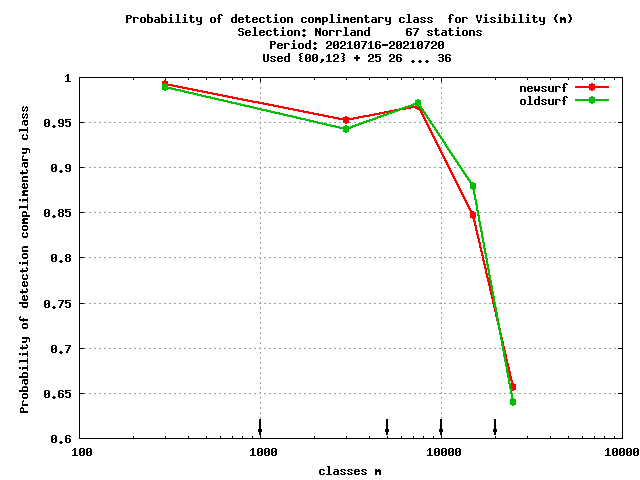 Probability of detection complimentary class  for Visibility (m)
Selection: Norrland     67 stations
Period: 20210716-20210720
Used {00,12} + 25 26 ... 36
newsurf
oldsurf
Probability of detection complimentary class
1
0.95
0.9
0.85
0.8
0.75
0.7
0.65
0.6
100 1000 10000 10000
classes m